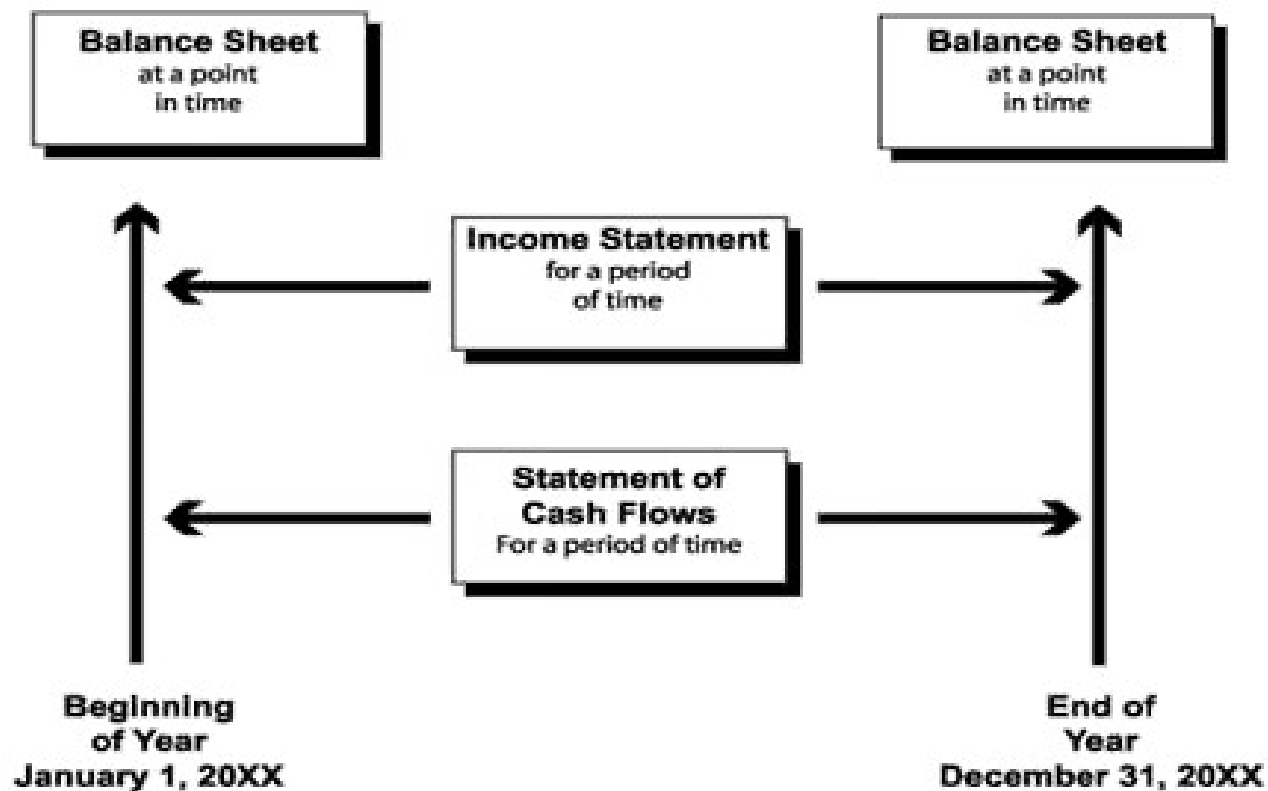 Balance Sheet
at a point
in time
Balance Sheet
at a point
in time
Income Statement
for a period
of time
Statement of
Cash Flows
For a period of time
Beginning
of Year
January 1, 20XX
End of
Year
December 31, 20XX